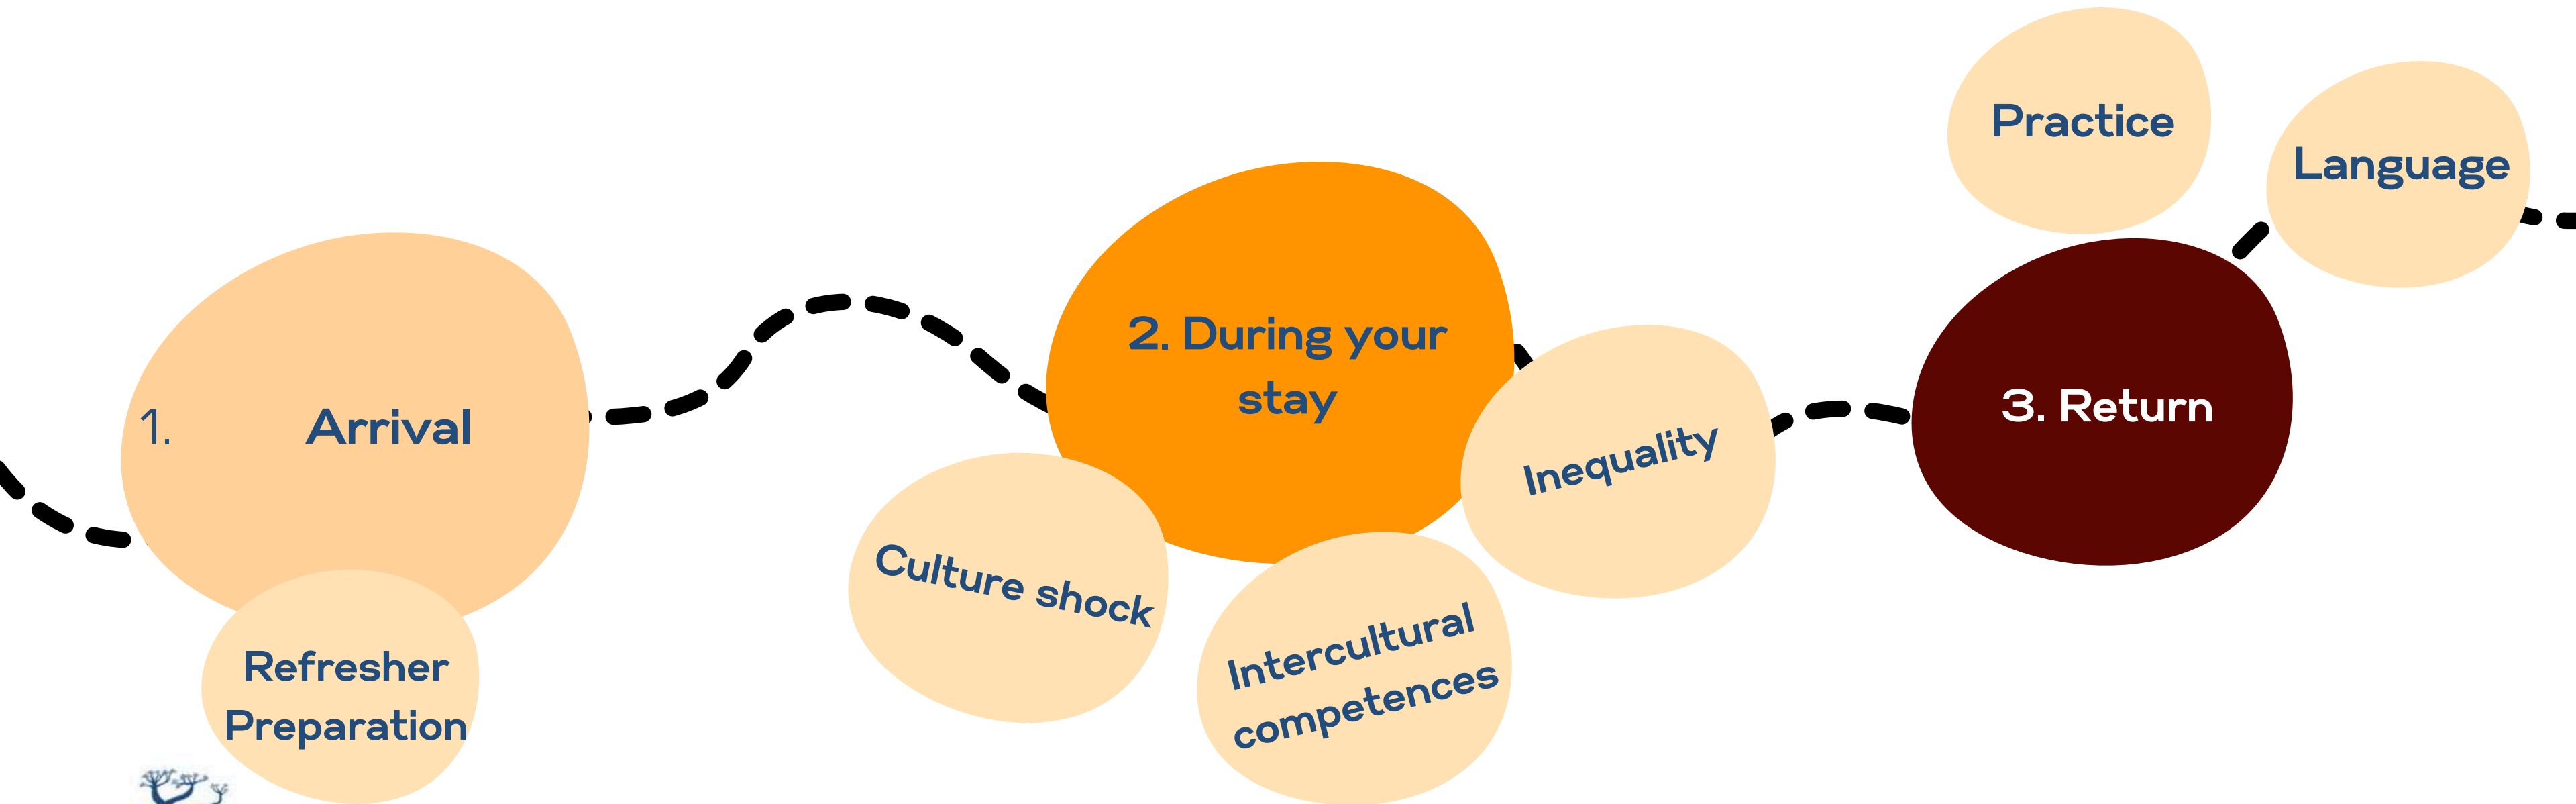 1. Arrival
Refresher
Preparation
2. During your
stay
Culture shock
Intercultural
competences
Inequality
3. Return
Practice
Language